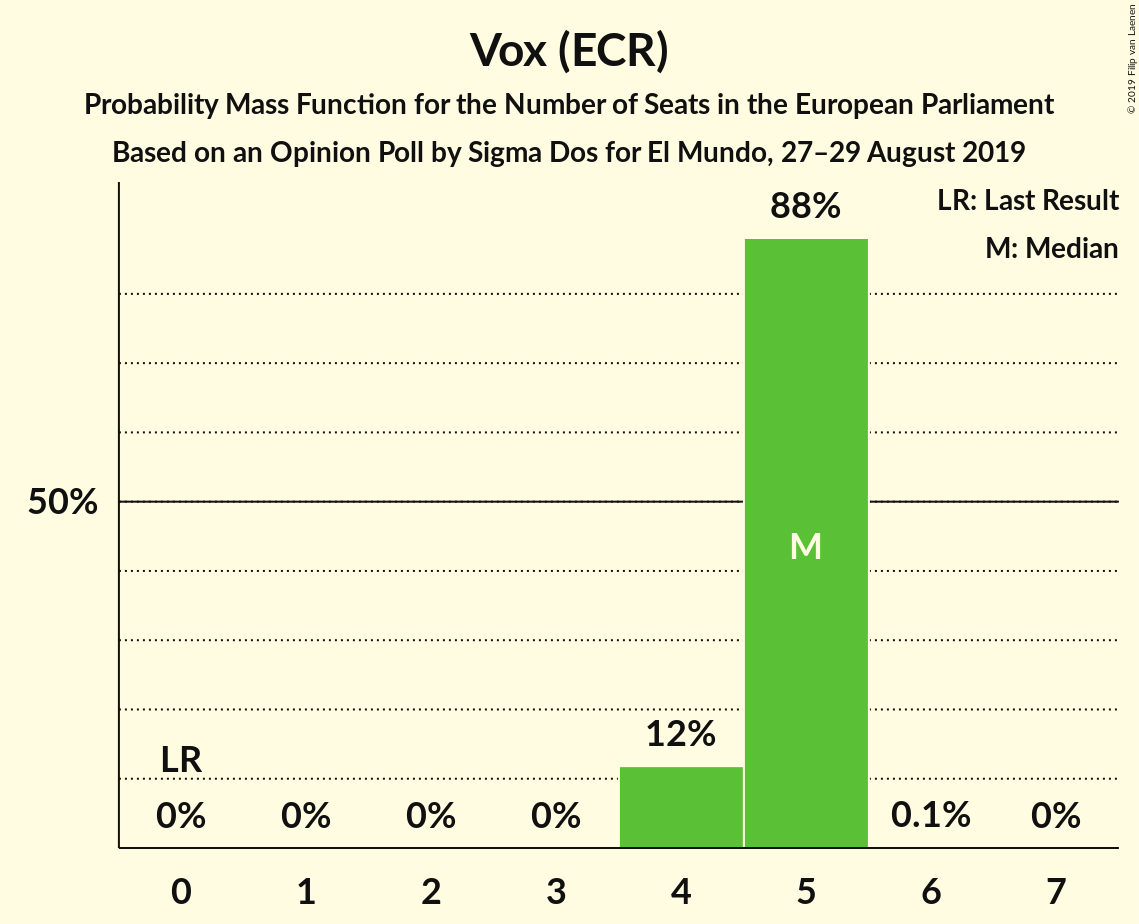 Vox (ECR)
Probability Mass Function for the Number of Seats in the European Parliament
Based on an Opinion Poll by Sigma Dos for El Mundo, 27–29 August 2019
© 2019 Filip van Laenen
LR: Last Result
M: Median
88%
50%
M
12%
LR
0% 0% 0% 0% 0.1% 0%
0 1 2 3 4 5 6 7